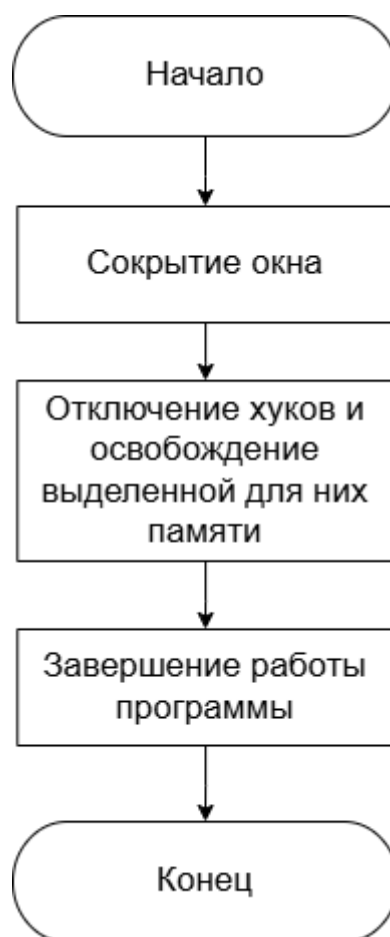 Начало
Сокрытие окна
Отключение хуков и
освобождение
выделенной для них
памяти
Завершение работы
программы
Конец